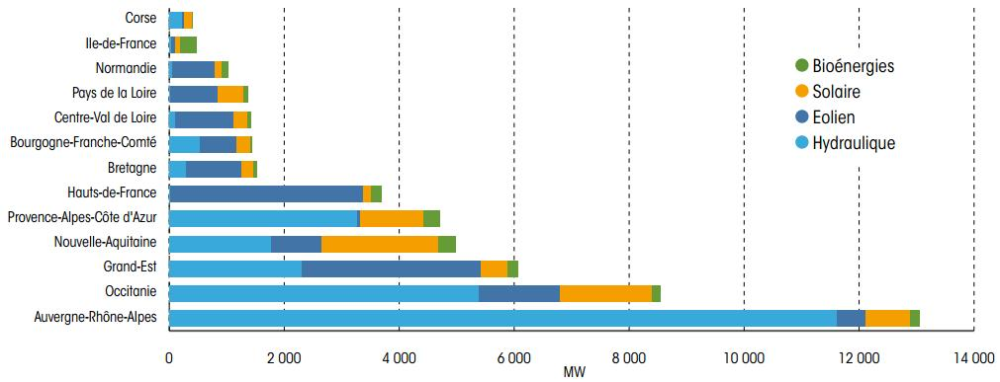 Corse
Ile-de-France
Normandie
Pays de la Loire
Centre-Val de Loire
Bourgogne-Franche-Comté
Bretagne
Hauts-de-France
Provence-Alpes-Côte d'Azur
Nouvelle-Aquitaine
Grand-Est
Occitanie
Auvergne-Rhône-Alpes
Bioénergies
Solaire
Eolien
Hydraulique
0 2 000 4 000 6 000 8 000 10 000 12 000 14 000
MW